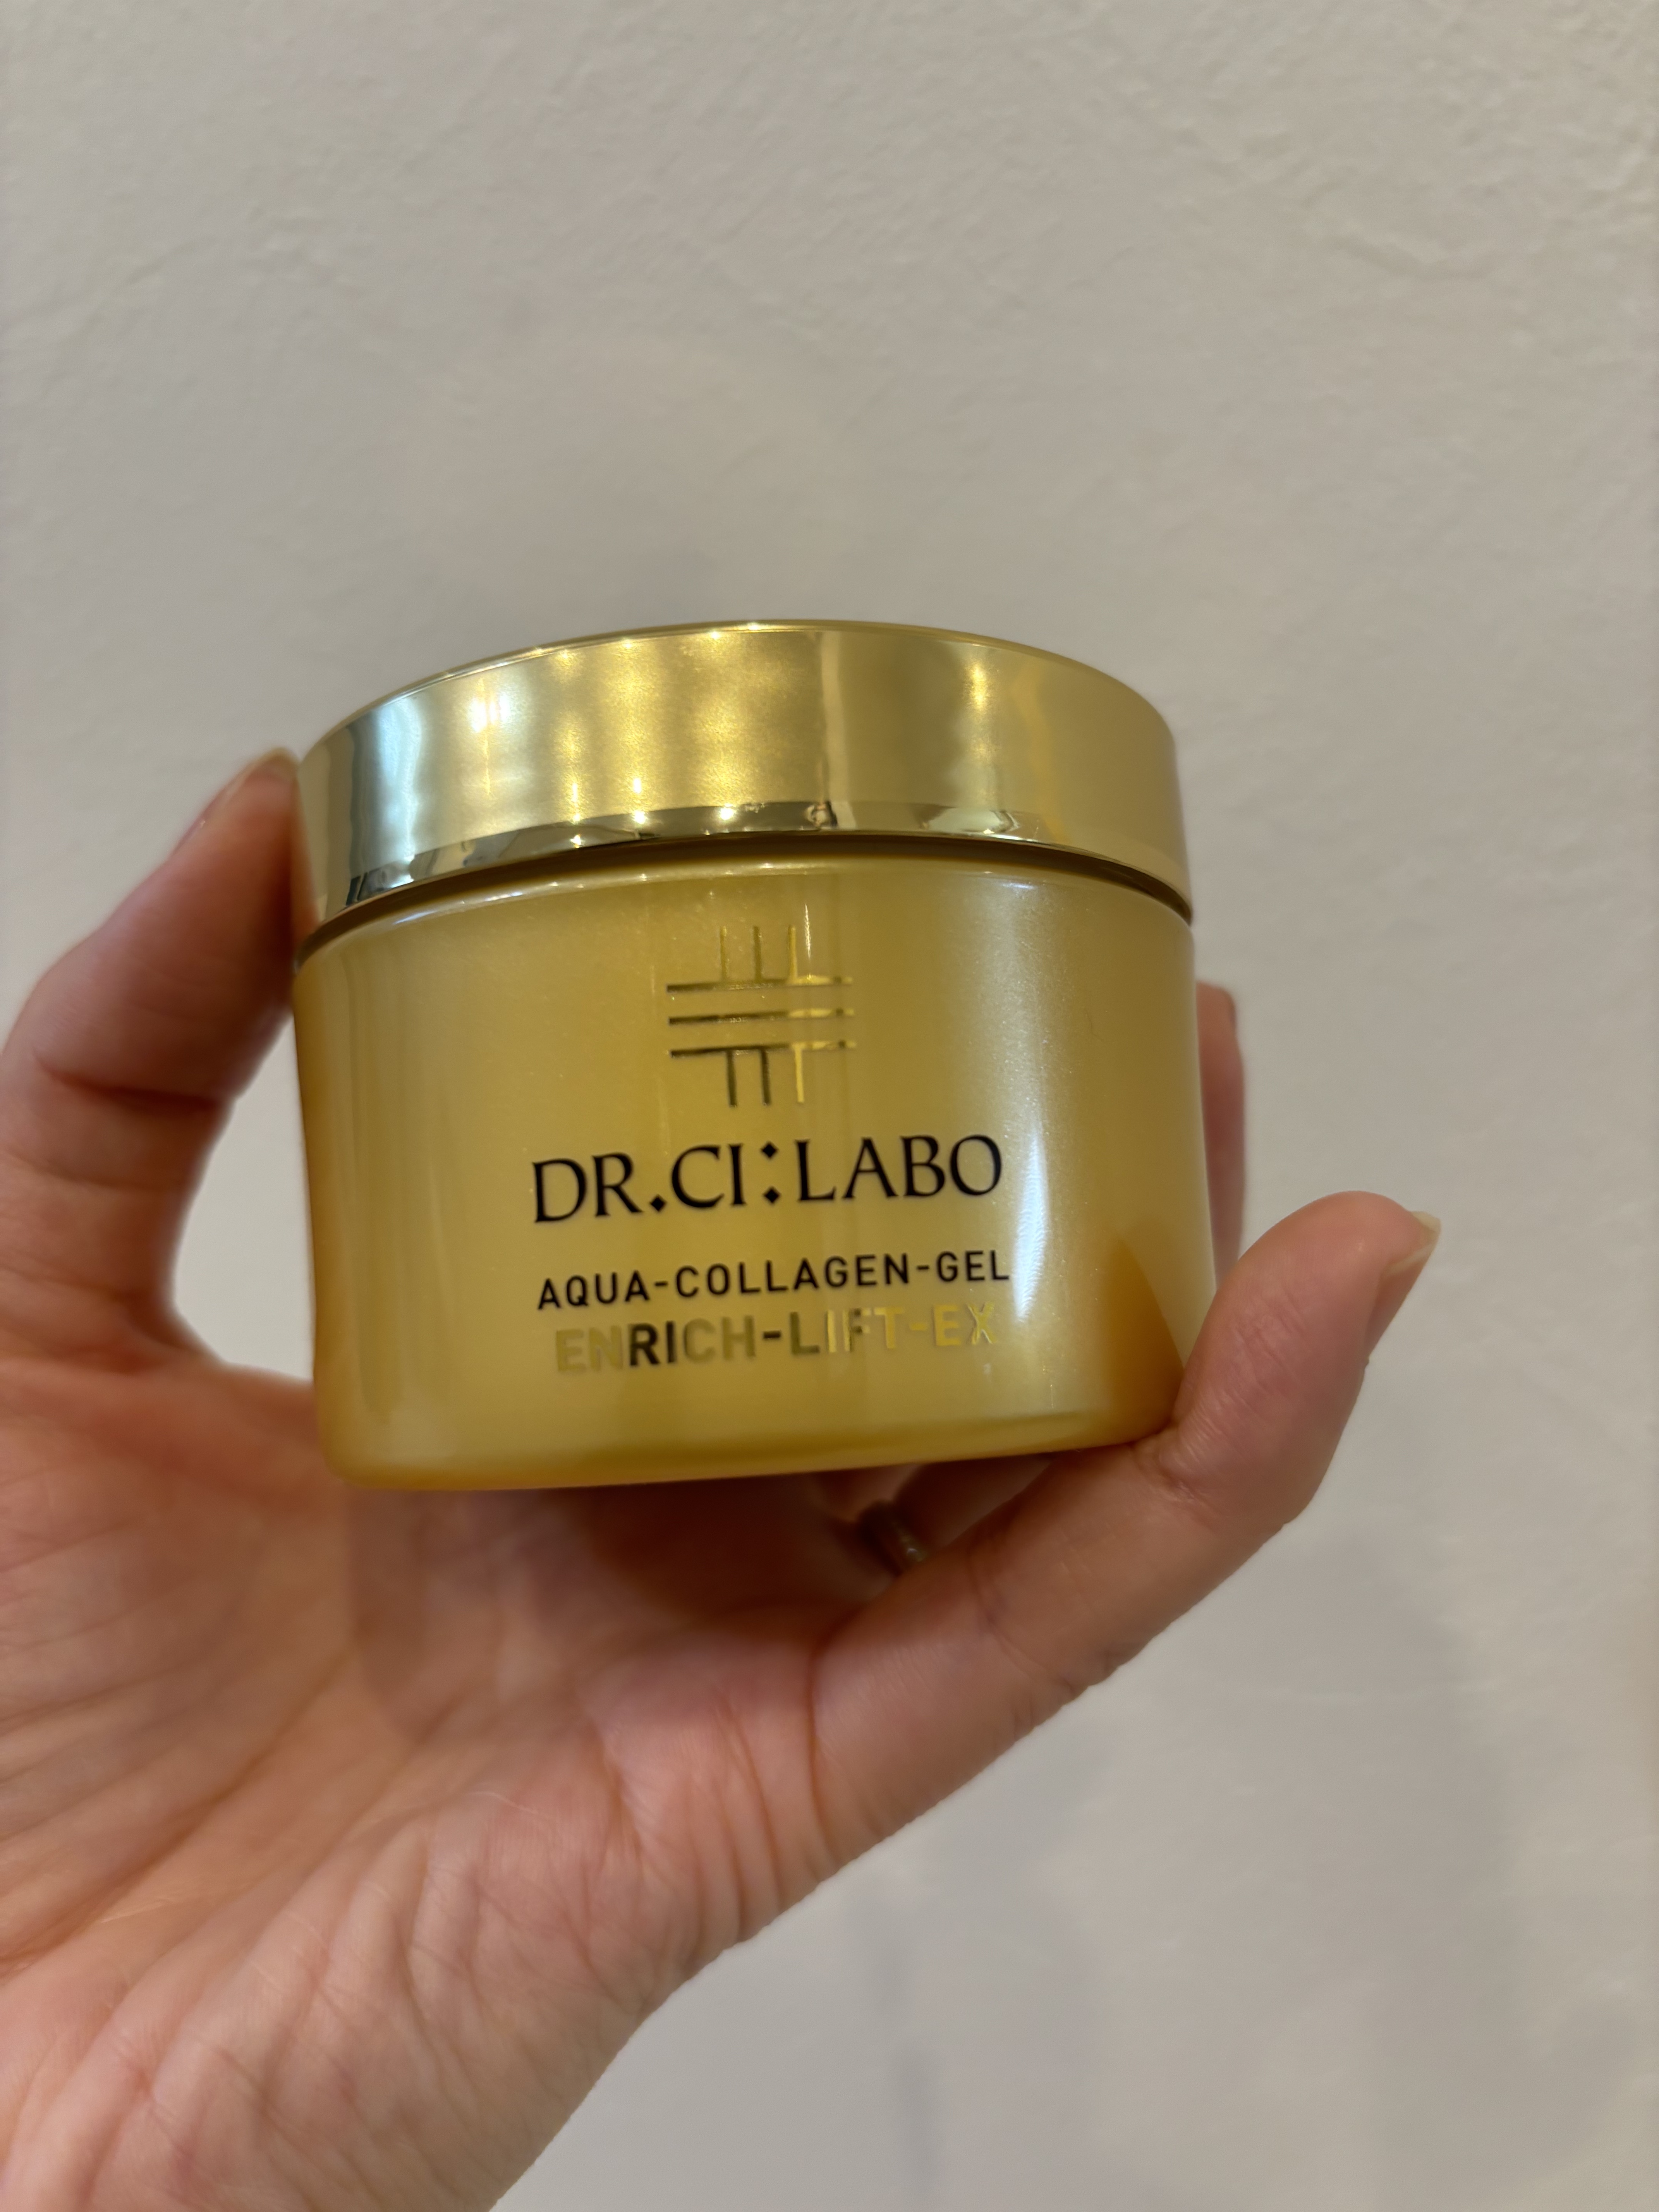 DR.CI:LABO
AQUA-COLLAGEN-GEL
ENRICH-LIFT-EX